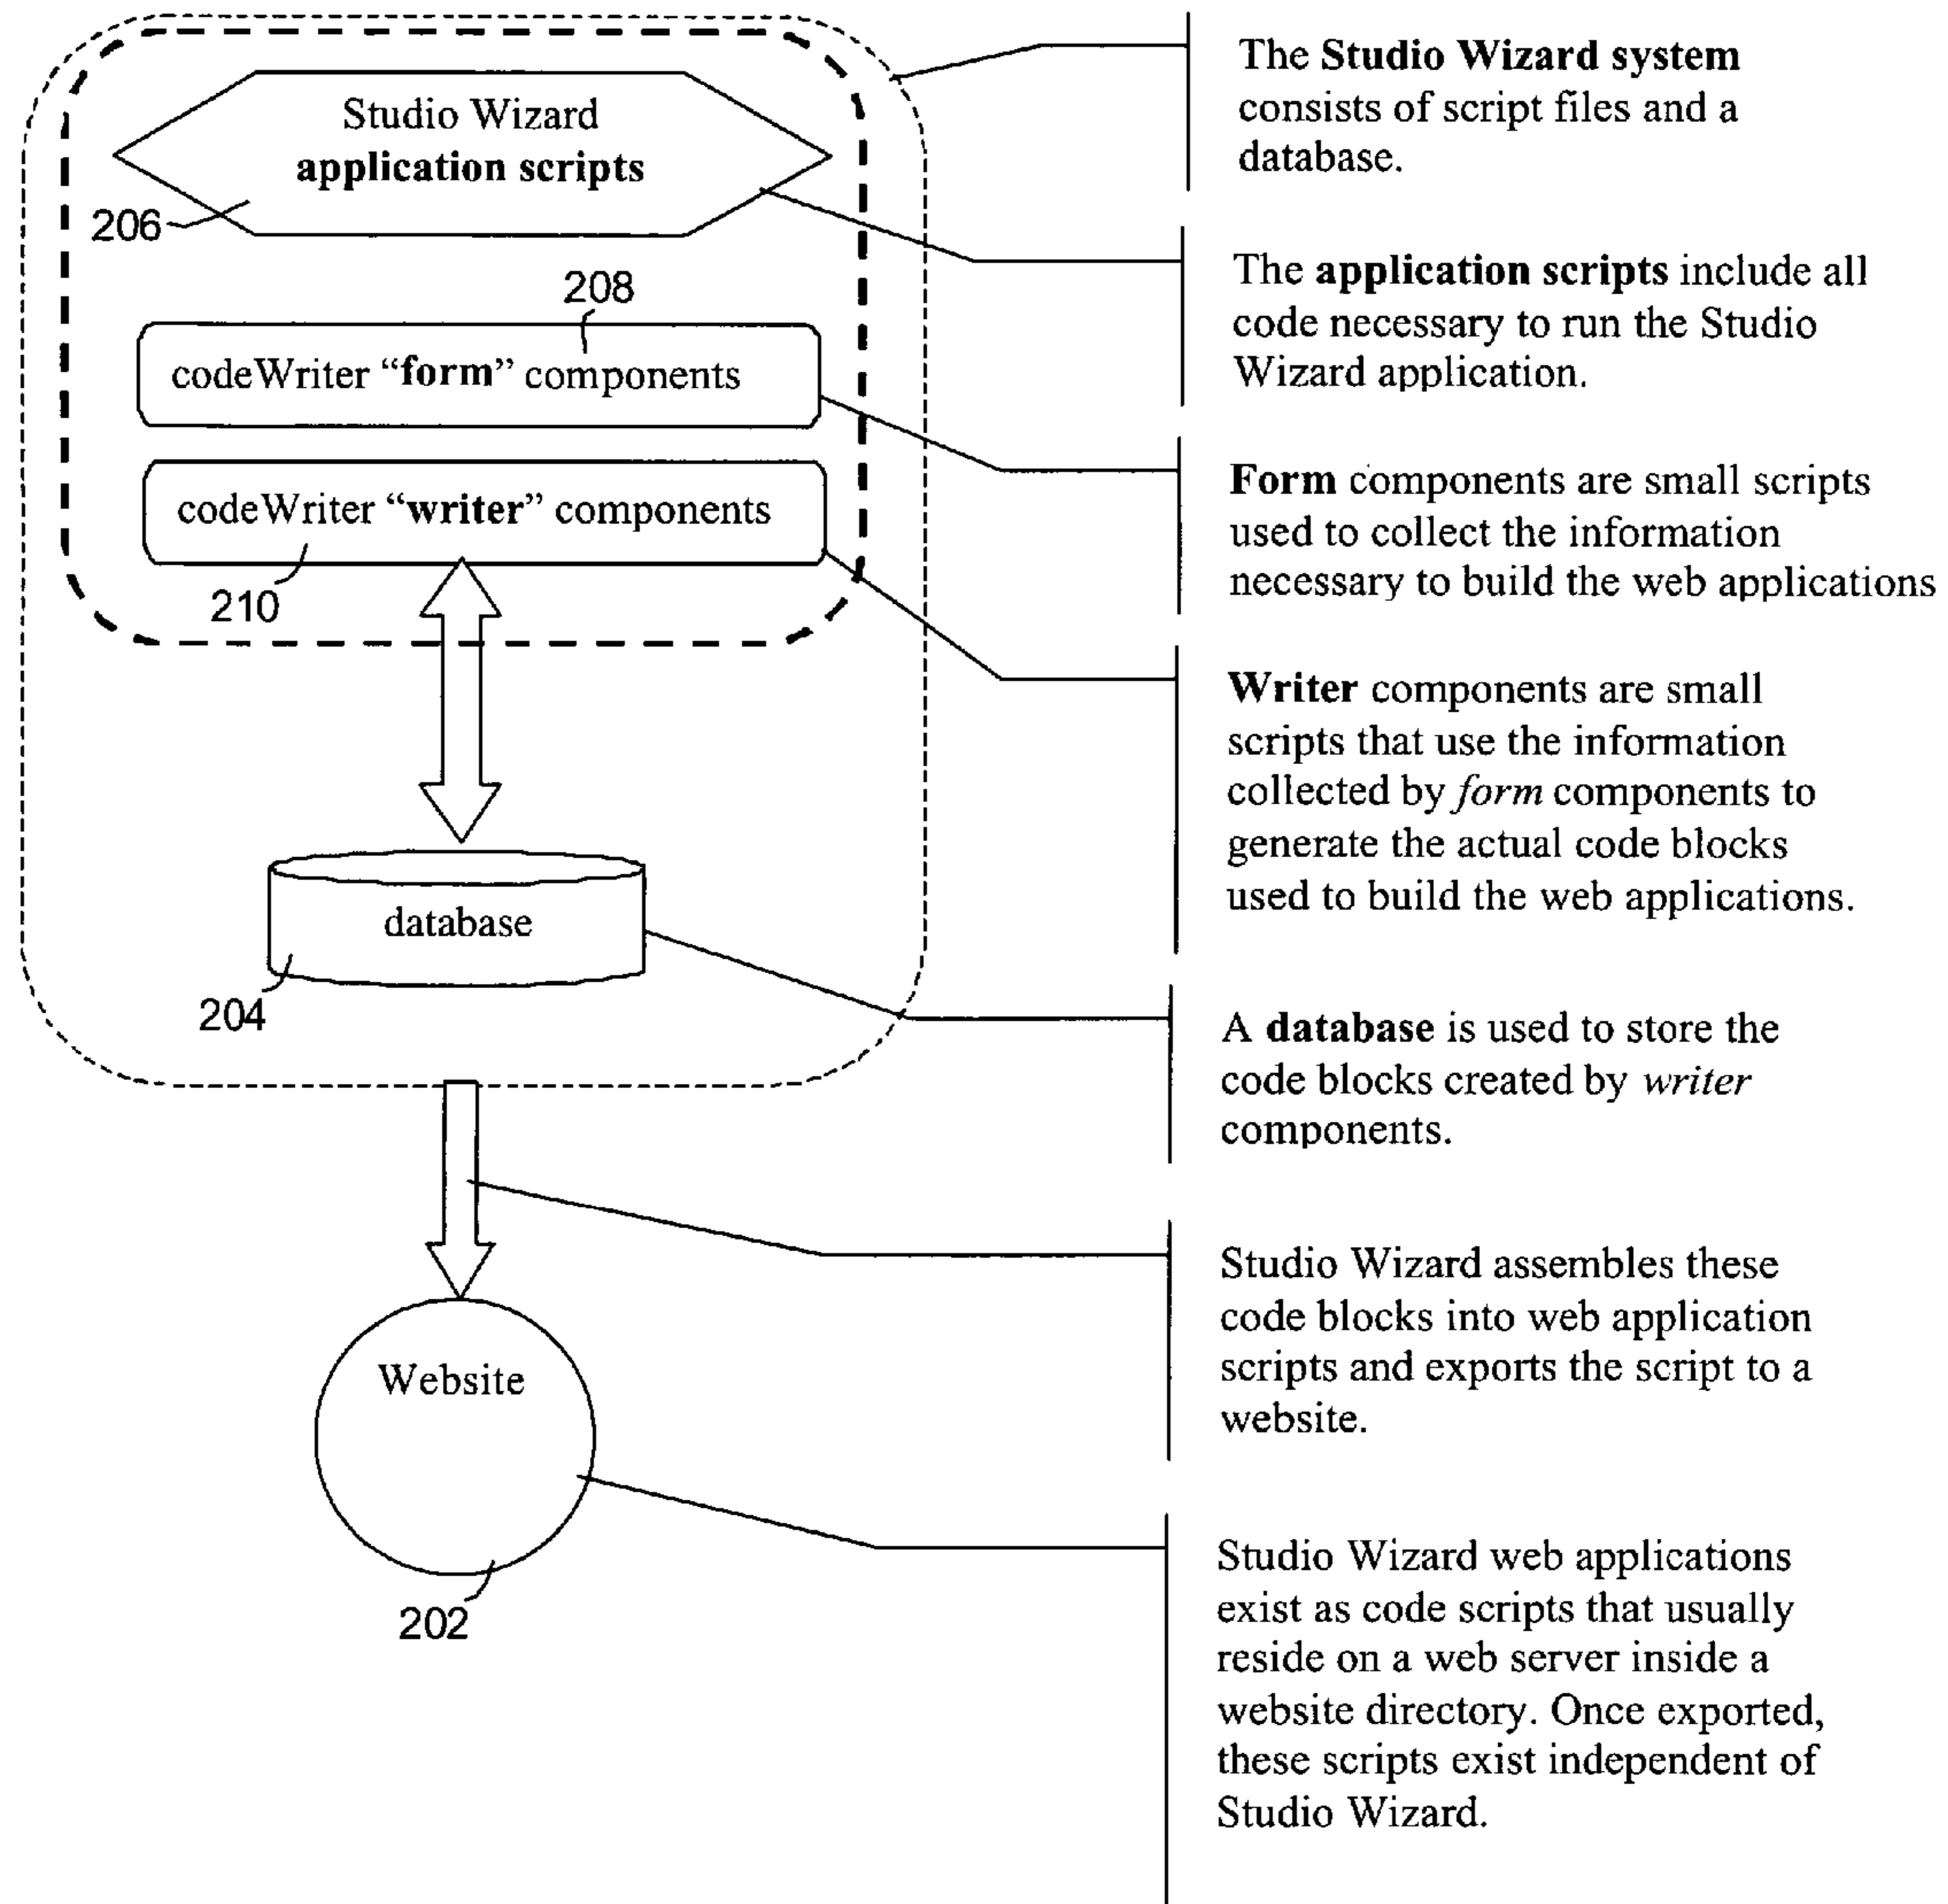 Studio Wizard
application scripts
206
208
codeWriter “form” components
codeWriter “writer” components
210
database
204
Website
202
The Studio Wizard system
consists of script files and a
database.
The application scripts include all
code necessary to run the Studio
Wizard application.
Form components are small scripts
used to collect the information
necessary to build the web applications
Writer components are small
scripts that use the information
collected by form components to
generate the actual code blocks
used to build the web applications.
A database is used to store the
code blocks created by writer
components.
Studio Wizard assembles these
code blocks into web application
scripts and exports the script to a
website.
Studio Wizard web applications
exist as code scripts that usually
reside on a web server inside a
website directory. Once exported,
these scripts exist independent of
Studio Wizard.